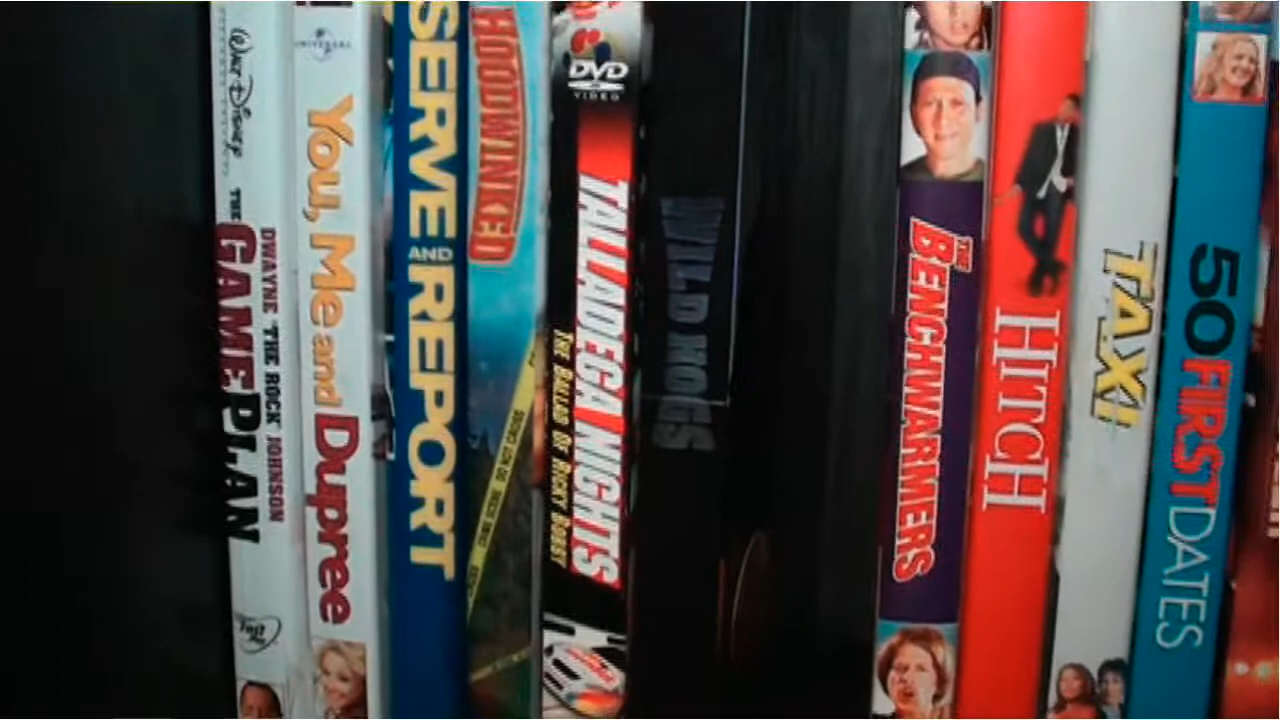 Walt Disney
THE
GAME PLAN
DWAYNE "THE ROCK" JOHNSON
UNIVERSAL
You, Me and Dupree
SERVE AND REPORT
HOODWINKED
DVD
VIDEO
TALLADEGA NIGHTS
THE BALLAD OF RICKY BOBBY
WILD HOGS
THE
BENCHWARMERS
HITCH
TAXI
50 FIRST DATES